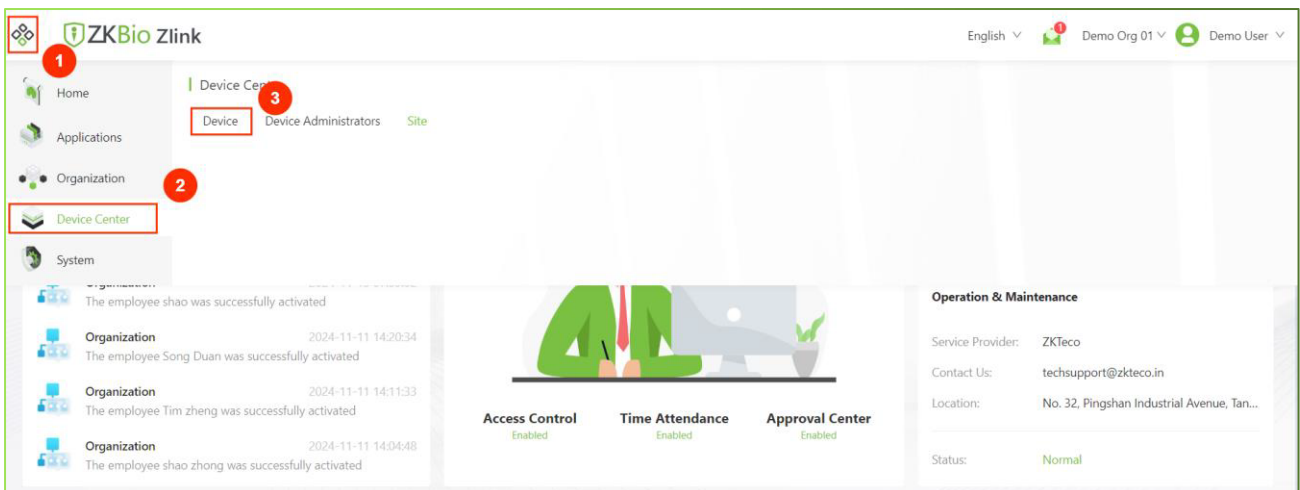 ZKBio Zlink
English
1
Demo Org 01
Demo User
1
Home
Device Cen
3
Device
Device Administrators
Site
Applications
Organization
2
Device Center
System
The employee shao was successfully activated
Organization 2024-11-11 14:20:34
The employee Song Duan was successfully activated
Organization 2024-11-11 14:11:33
The employee Tim zheng was successfully activated
Organization 2024-11-11 14:04:48
The employee shao zhong was successfully activated
Access Control Time Attendance Approval Center
Enabled Enabled Enabled
Operation & Maintenance
Service Provider: ZKTeco
Contact Us: techsupport@zkteco.in
Location: No. 32, Pingshan Industrial Avenue, Tan...
Status: Normal